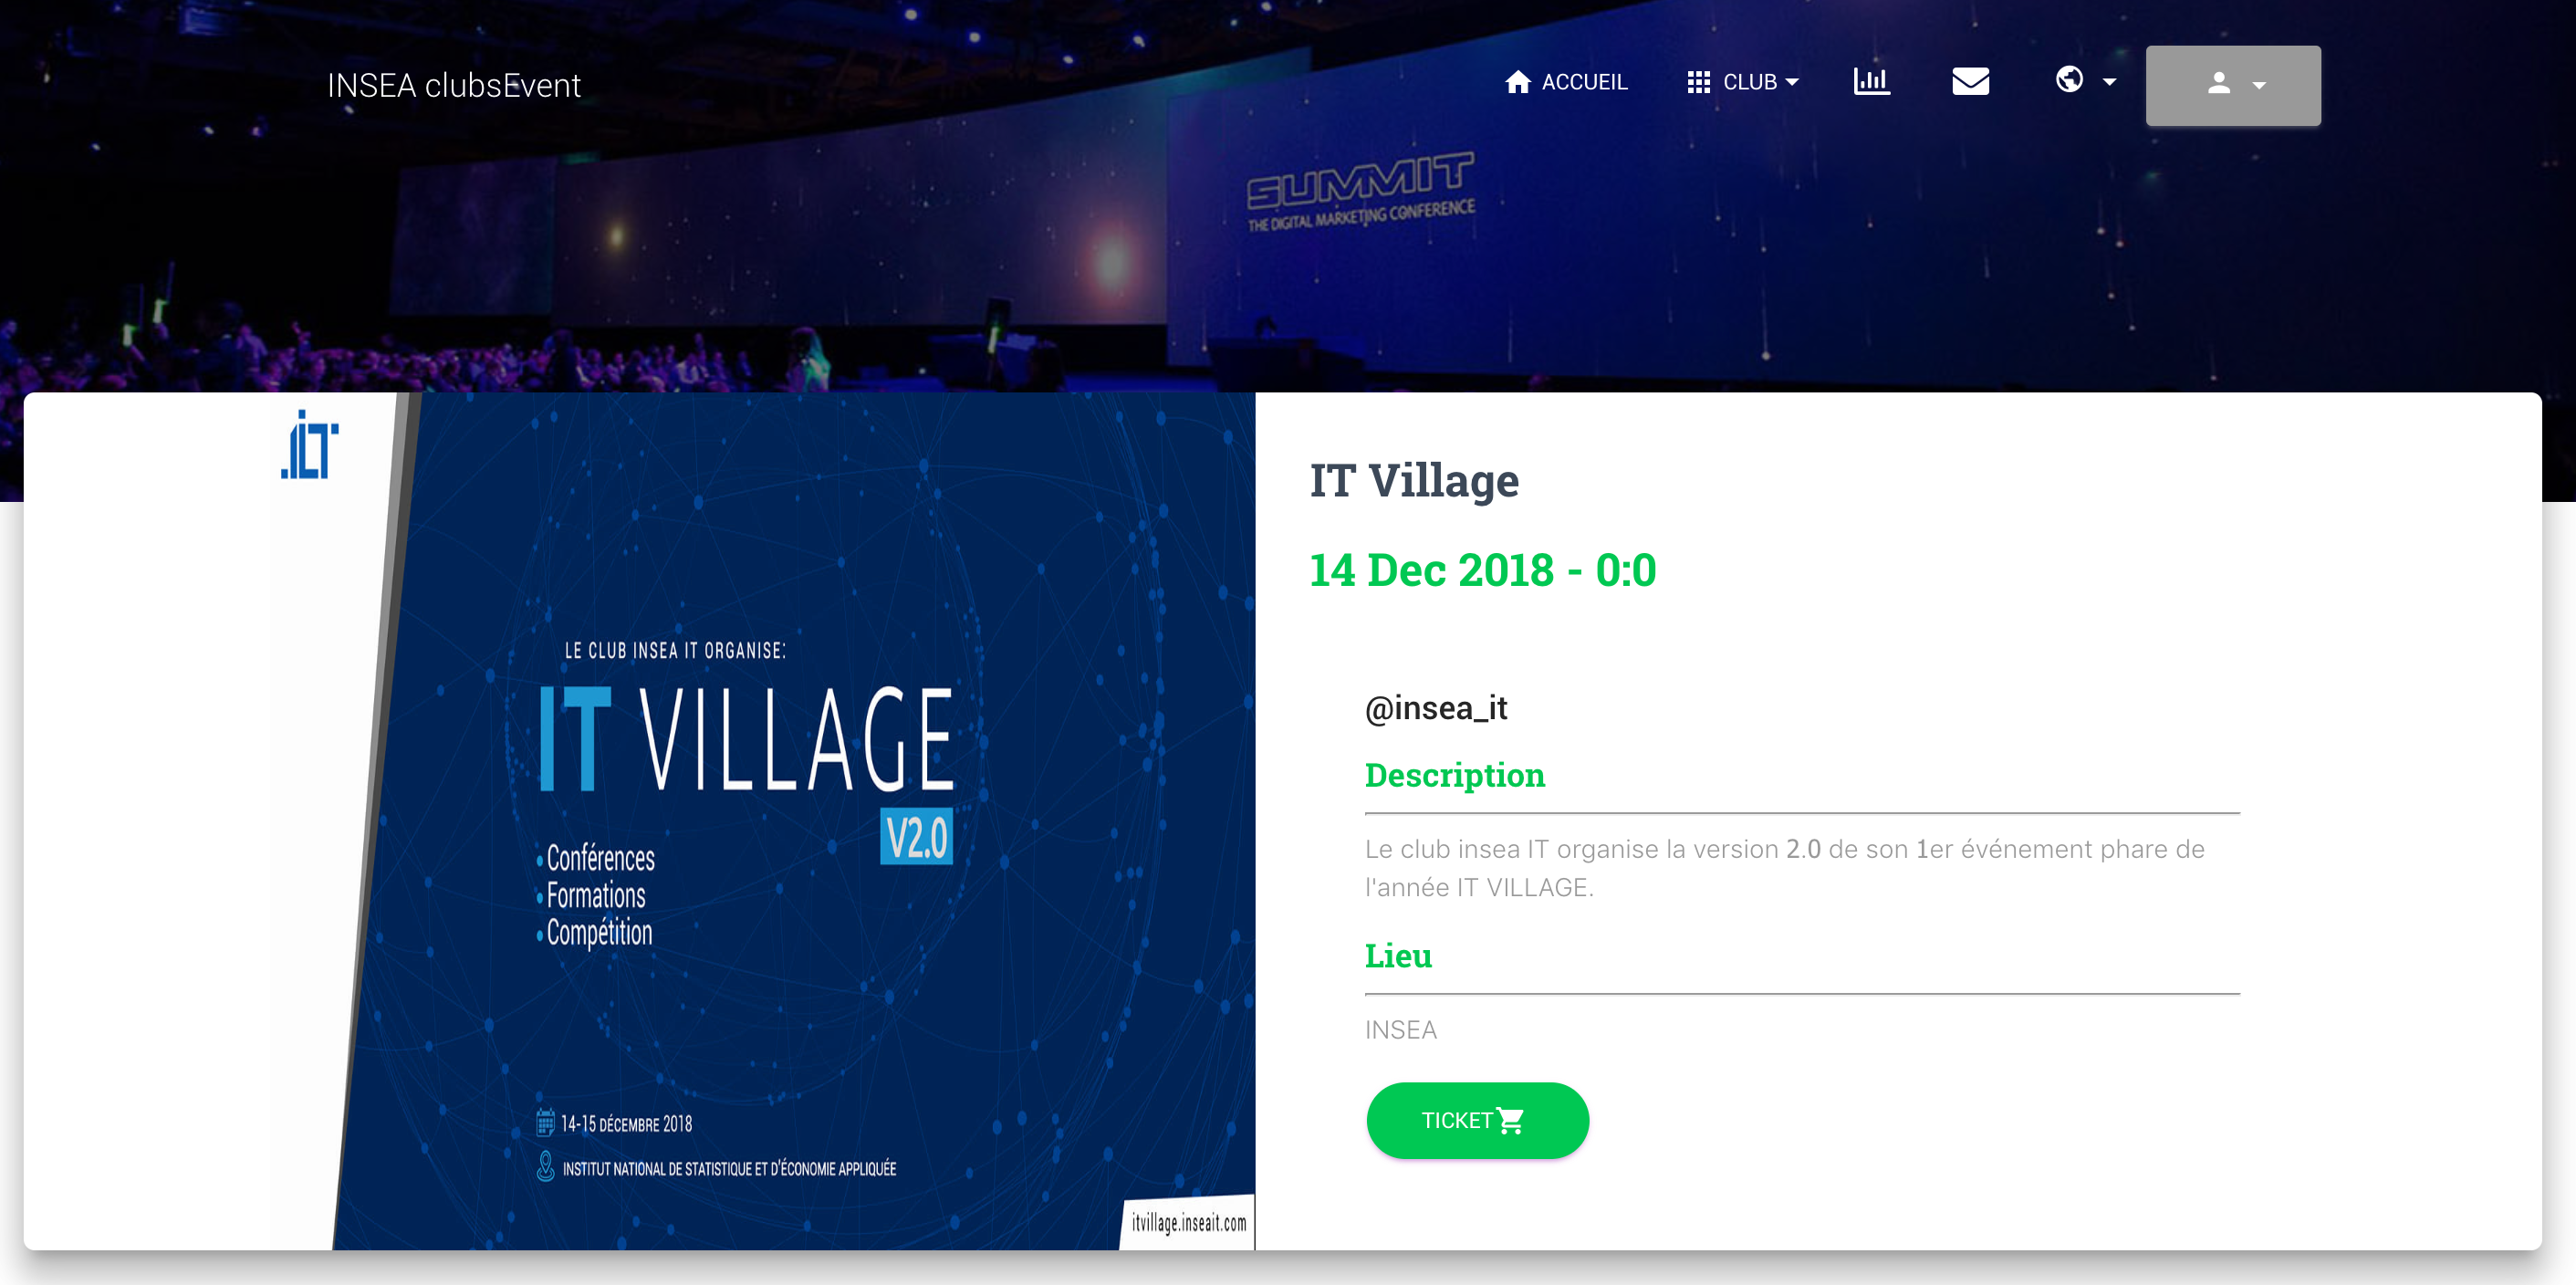 INSEA clubsEvent
ACCUEIL
CLUB
SUMMIT
THE DIGITAL MARKETING CONFERENCE
.iLT
LE CLUB INSEA IT ORGANISE:
IT VILLAGE
V2.0
• Conférences
• Formations
• Compétition
14-15 DÉCEMBRE 2018
INSTITUT NATIONAL DE STATISTIQUE ET D'ÉCONOMIE APPLIQUÉE
itvillage.inseait.com
IT Village
14 Dec 2018 - 0:0
@insea_it
Description
Le club insea IT organise la version 2.0 de son 1er événement phare de
l'année IT VILLAGE.
Lieu
INSEA
TICKET